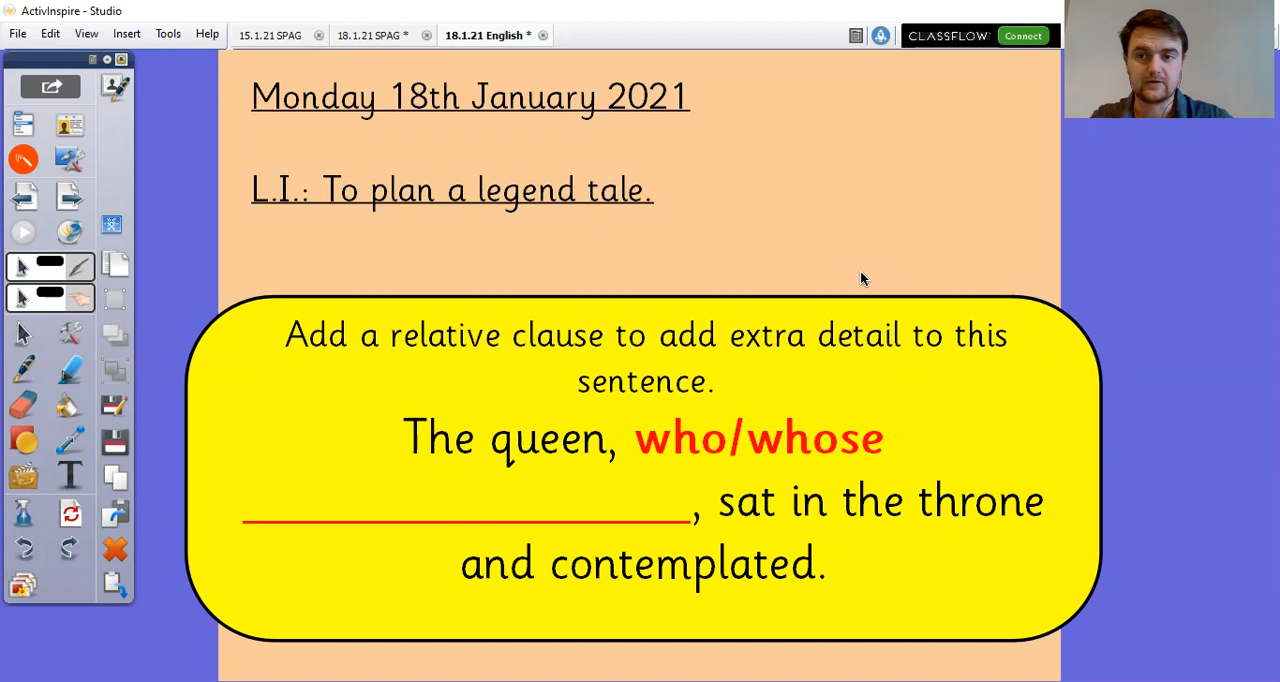 ActivInspire - Studio
File Edit View Insert Tools Help
15.1.21 SPAG 18.1.21 SPAG * 18.1.21 English *
CLASSFLOW Connect
Monday 18th January 2021
L.I.: To plan a legend tale.
Add a relative clause to add extra detail to this
sentence.
The queen, who/whose
____________________, sat in the throne
and contemplated.